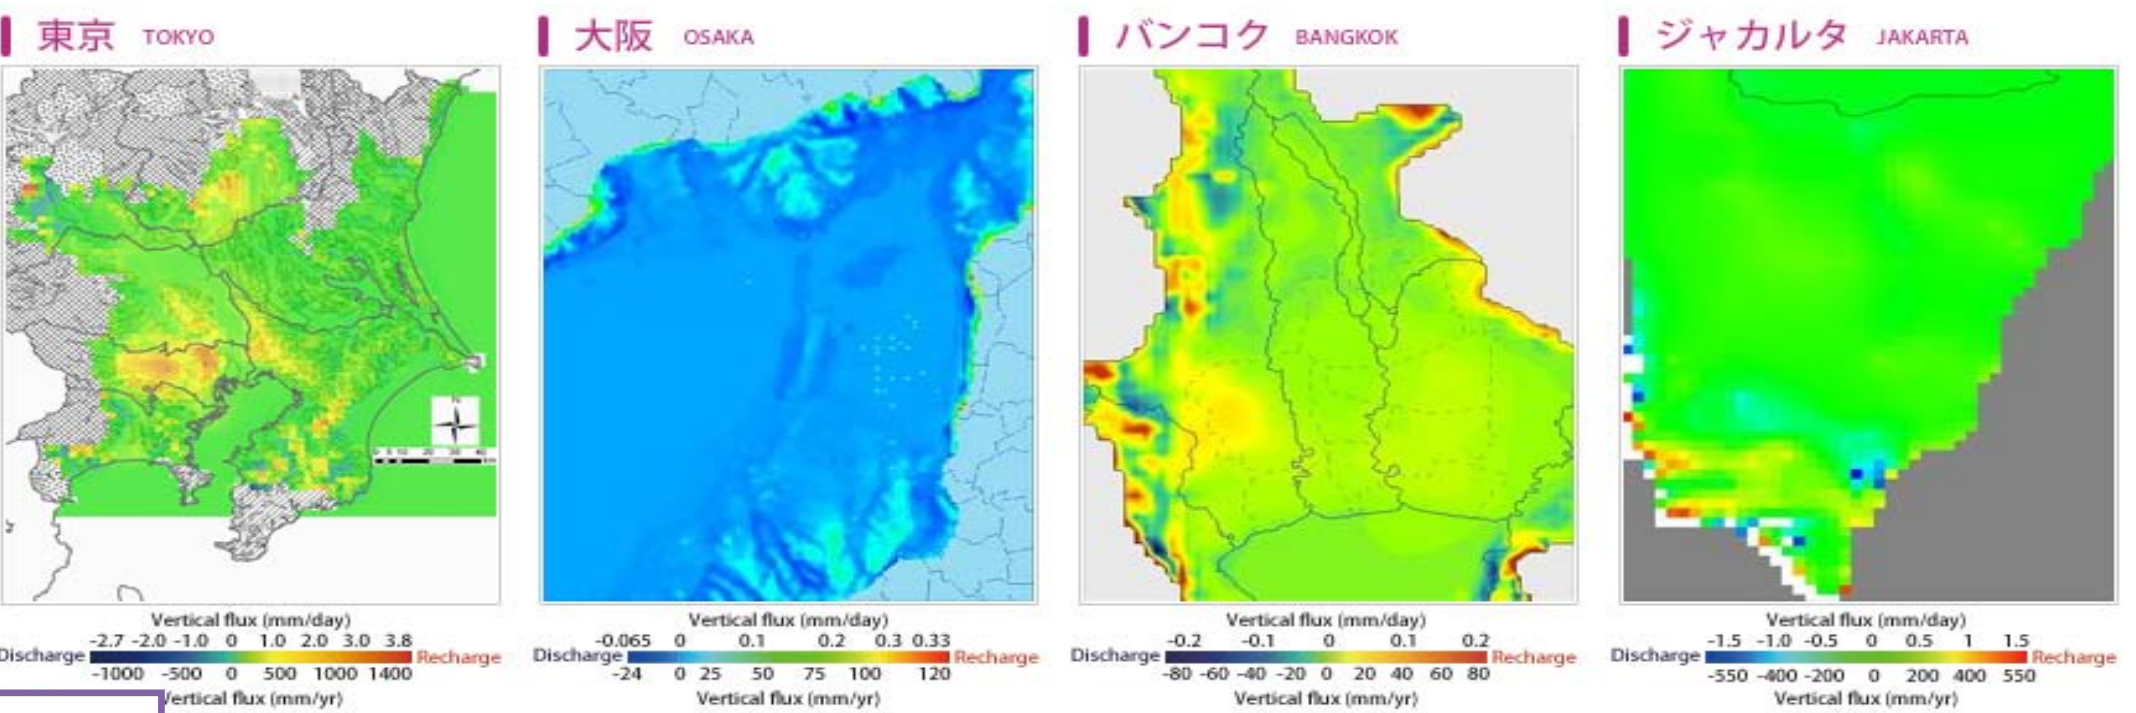 東京 TOKYO
N
Vertical flux (mm/day)
-2.7 -2.0 -1.0 0 1.0 2.0 3.0 3.8
Discharge Recharge
-1000 -500 0 500 1000 1400
Vertical flux (mm/yr)
大阪 OSAKA
Vertical flux (mm/day)
-0.065 0 0.1 0.2 0.3 0.33
Discharge Recharge
-24 0 25 50 75 100 120
Vertical flux (mm/yr)
バンコク BANGKOK
Vertical flux (mm/day)
-0.2 -0.1 0 0.1 0.2
Discharge Recharge
-80 -60 -40 -20 0 20 40 60 80
Vertical flux (mm/yr)
ジャカルタ JAKARTA
Vertical flux (mm/day)
-1.5 -1.0 -0.5 0 0.5 1 1.5
Discharge Recharge
-550 -400 -200 0 200 400 550
Vertical flux (mm/yr)